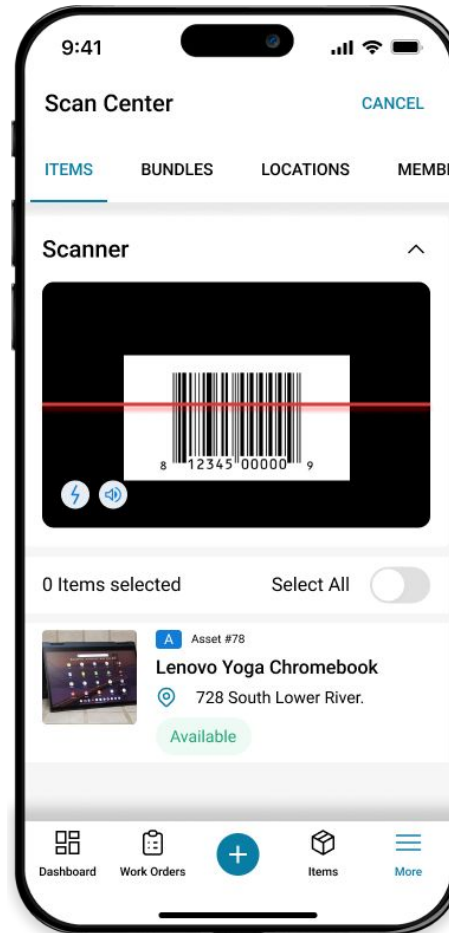 9:41
Scan Center CANCEL
ITEMS BUNDLES LOCATIONS MEMB
Scanner
8 12345 00000 9
0 Items selected Select All
A Asset #78
Lenovo Yoga Chromebook
728 South Lower River.
Available
Dashboard Work Orders Items More